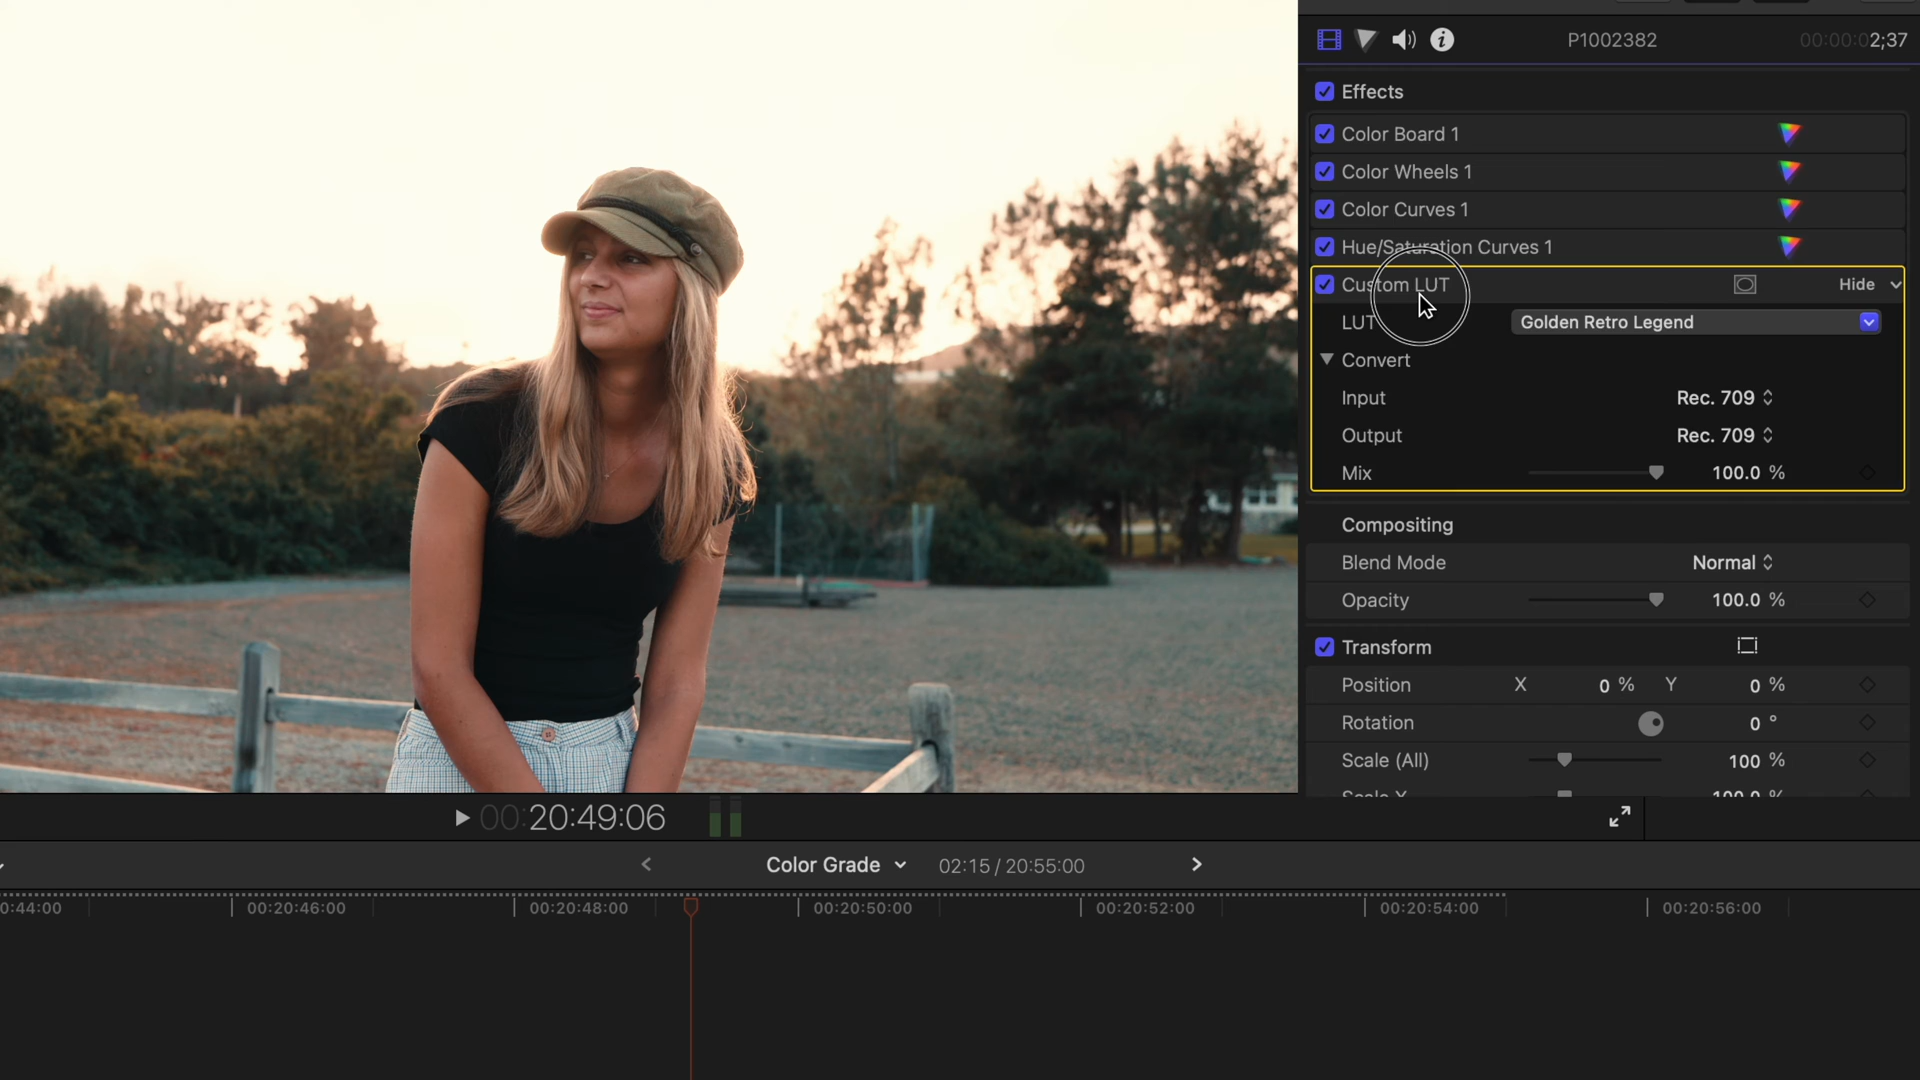 P1002382
00:00:02;37
Effects
Color Board 1
Color Wheels 1
Color Curves 1
Hue/Saturation Curves 1
Custom LUT
Hide
LUT
Golden Retro Legend
Convert
Input
Rec. 709
Output
Rec. 709
Mix
100.0 %
Compositing
Blend Mode
Normal
Opacity
100.0 %
Transform
Position
X
0 %
Y
0 %
Rotation
0 °
Scale (All)
100 %
Scale X
100.0 %
00:20:49:06
Color Grade
02:15 / 20:55:00
0:44:00
00:20:46:00
00:20:48:00
00:20:50:00
00:20:52:00
00:20:54:00
00:20:56:00